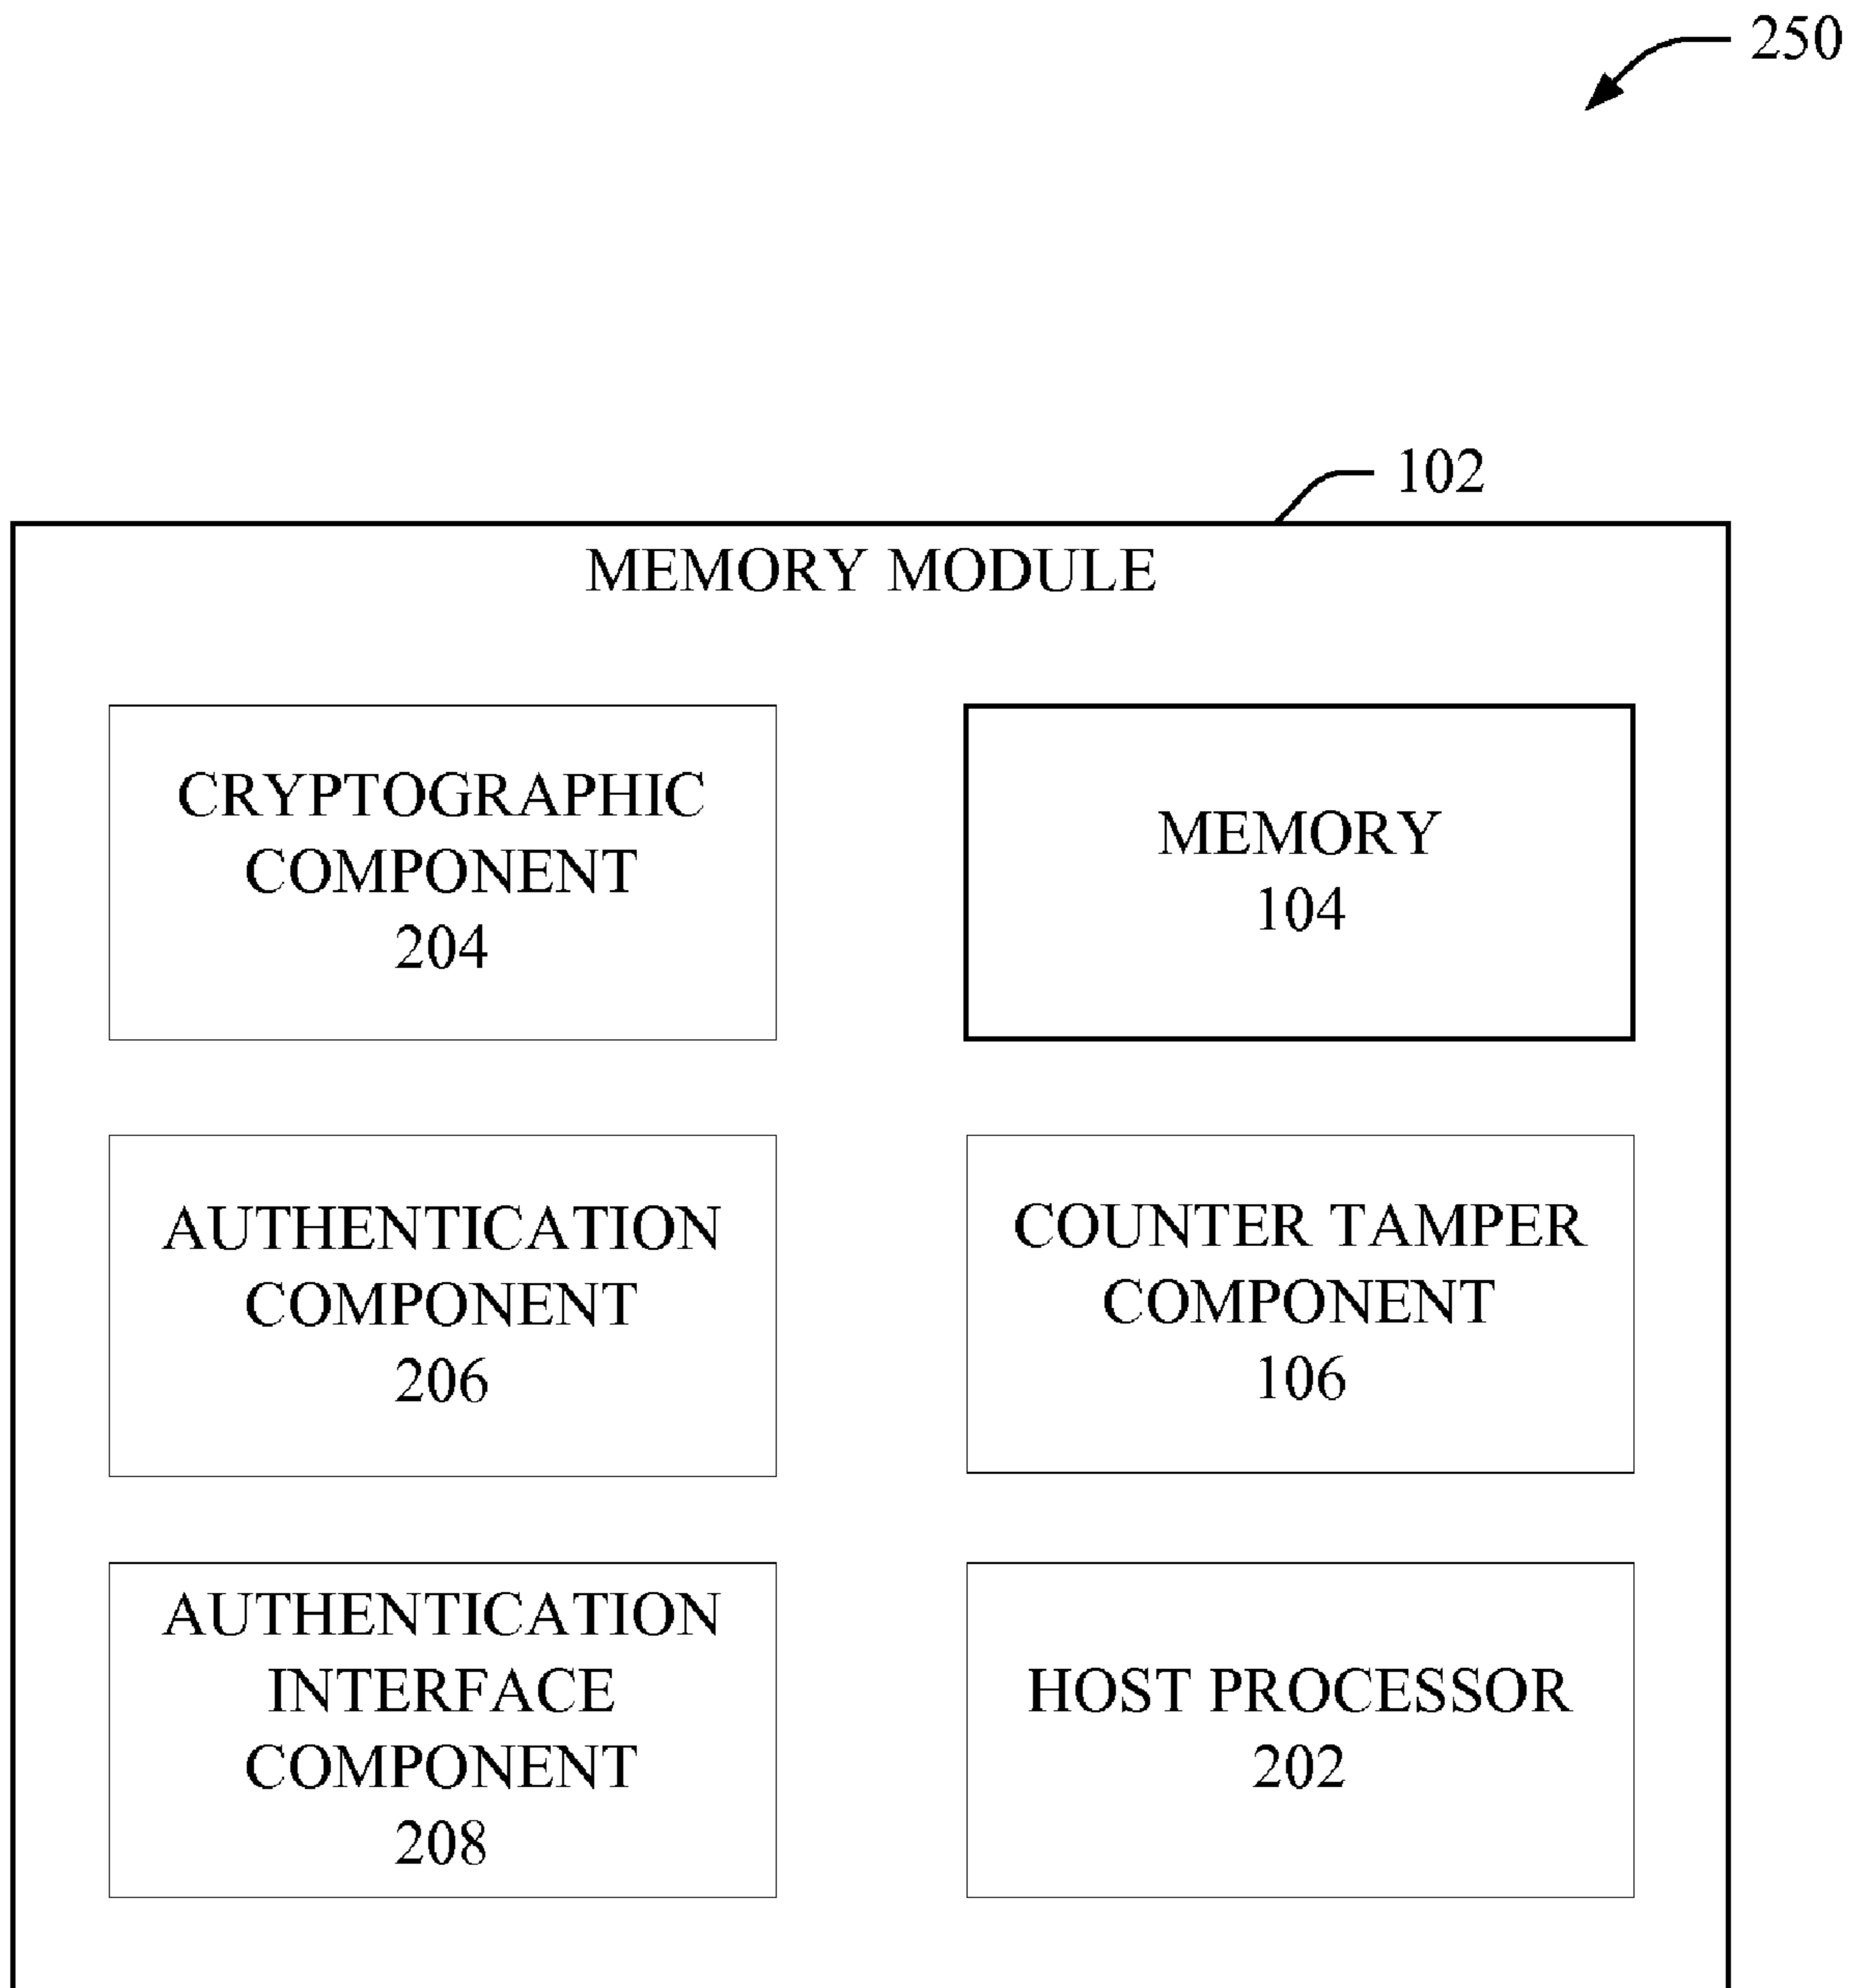 250
102
MEMORY MODULE
CRYPTOGRAPHIC
COMPONENT
204
MEMORY
104
AUTHENTICATION
COMPONENT
206
COUNTER TAMPER
COMPONENT
106
AUTHENTICATION
INTERFACE
COMPONENT
208
HOST PROCESSOR
202